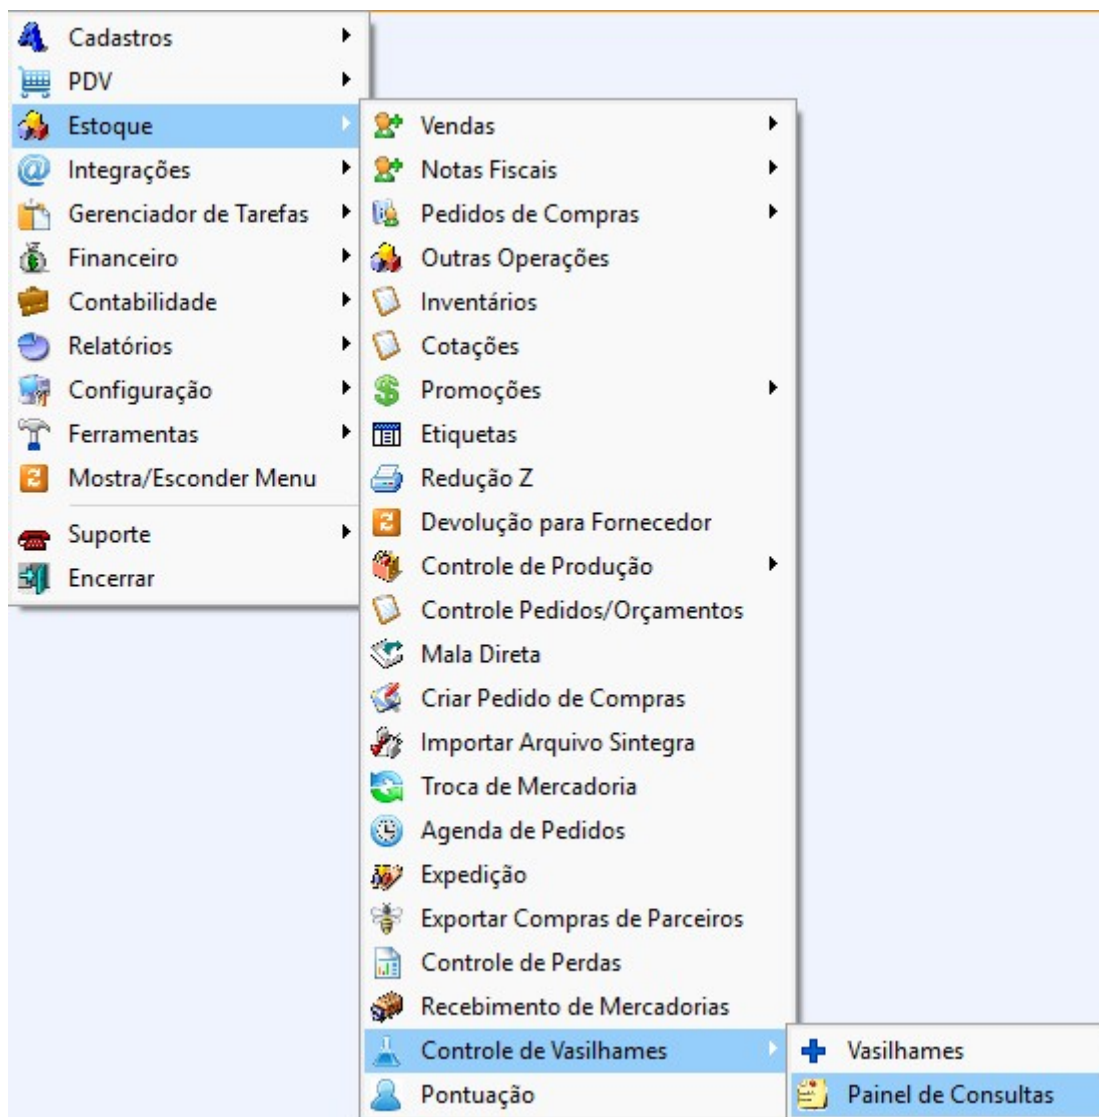 Cadastros
PDV
Estoque
Integrações
Gerenciador de Tarefas
Financeiro
Contabilidade
Relatórios
Configuração
Ferramentas
Mostra/Esconder Menu
Suporte
Encerrar
Vendas
Notas Fiscais
Pedidos de Compras
Outras Operações
Inventários
Cotações
Promoções
Etiquetas
Redução Z
Devolução para Fornecedor
Controle de Produção
Controle Pedidos/Orçamentos
Mala Direta
Criar Pedido de Compras
Importar Arquivo Sintegra
Troca de Mercadoria
Agenda de Pedidos
Expedição
Exportar Compras de Parceiros
Controle de Perdas
Recebimento de Mercadorias
Controle de Vasilhames
Pontuação
Vasilhames
Painel de Consultas